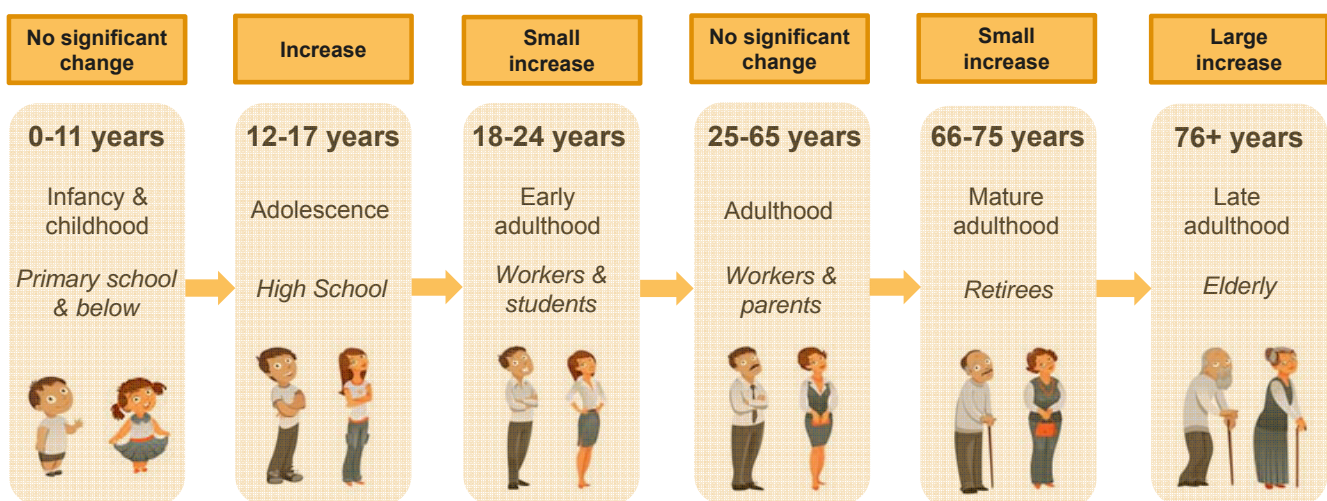 No significant
change
Increase
Small
increase
No significant
change
Small
increase
Large
increase
0-11 years
Infancy &
childhood
Primary school
& below
12-17 years
Adolescence
High School
18-24 years
Early
adulthood
Workers &
students
25-65 years
Adulthood
Workers &
parents
66-75 years
Mature
adulthood
Retirees
76+ years
Late
adulthood
Elderly